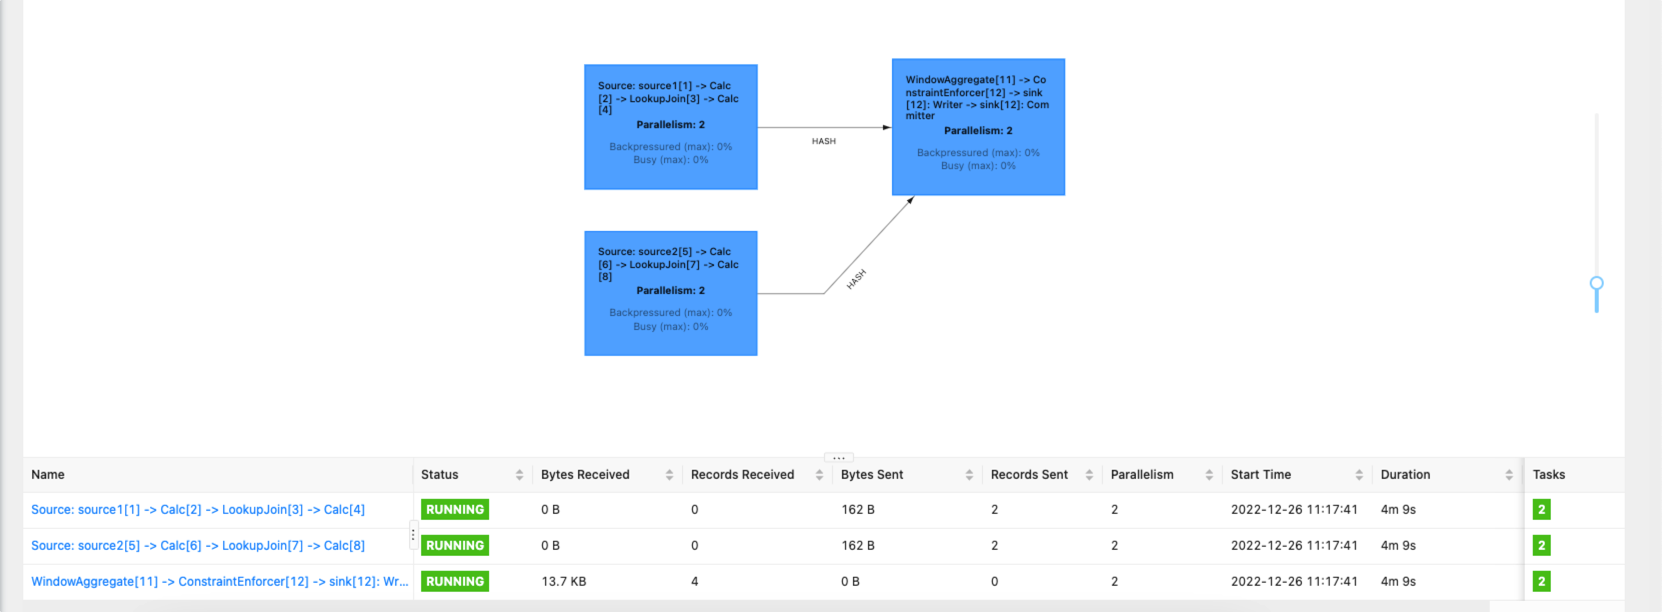 Source: source1[1] -> Calc
[2] -> LookupJoin[3] -> Calc
[4]
Parallelism: 2
Backpressured (max): 0%
Busy (max): 0%
HASH
WindowAggregate[11] -> Co
nstraintEnforcer[12] -> sink
[12]: Writer -> sink[12]: Com
mitter
Parallelism: 2
Backpressured (max): 0%
Busy (max): 0%
Source: source2[5] -> Calc
[6] -> LookupJoin[7] -> Calc
[8]
Parallelism: 2
Backpressured (max): 0%
Busy (max): 0%
HASH
Name Status Bytes Received Records Received Bytes Sent Records Sent Parallelism Start Time Duration Tasks
Source: source1[1] -> Calc[2] -> LookupJoin[3] -> Calc[4] RUNNING 0 B 0 162 B 2 2 2022-12-26 11:17:41 4m 9s 2
Source: source2[5] -> Calc[6] -> LookupJoin[7] -> Calc[8] RUNNING 0 B 0 162 B 2 2 2022-12-26 11:17:41 4m 9s 2
WindowAggregate[11] -> ConstraintEnforcer[12] -> sink[12]: Wr... RUNNING 13.7 KB 4 0 B 0 2 2022-12-26 11:17:41 4m 9s 2